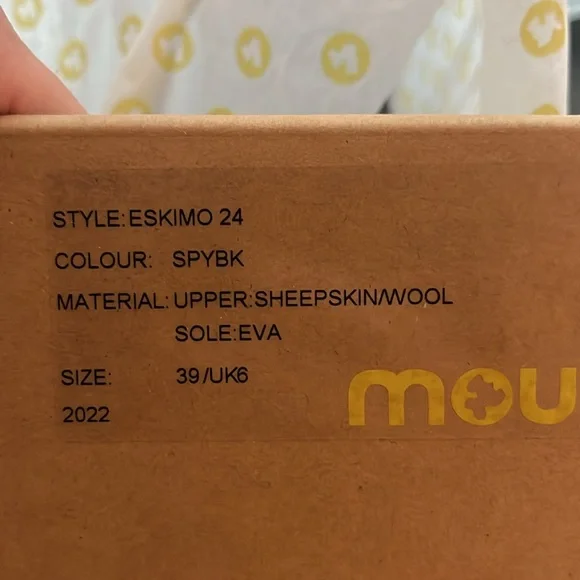 STYLE:ESKIMO 24
COLOUR: SPYBK
MATERIAL:UPPER:SHEEPSKIN/WOOL
SOLE:EVA
SIZE: 39/UK6
2022
mou